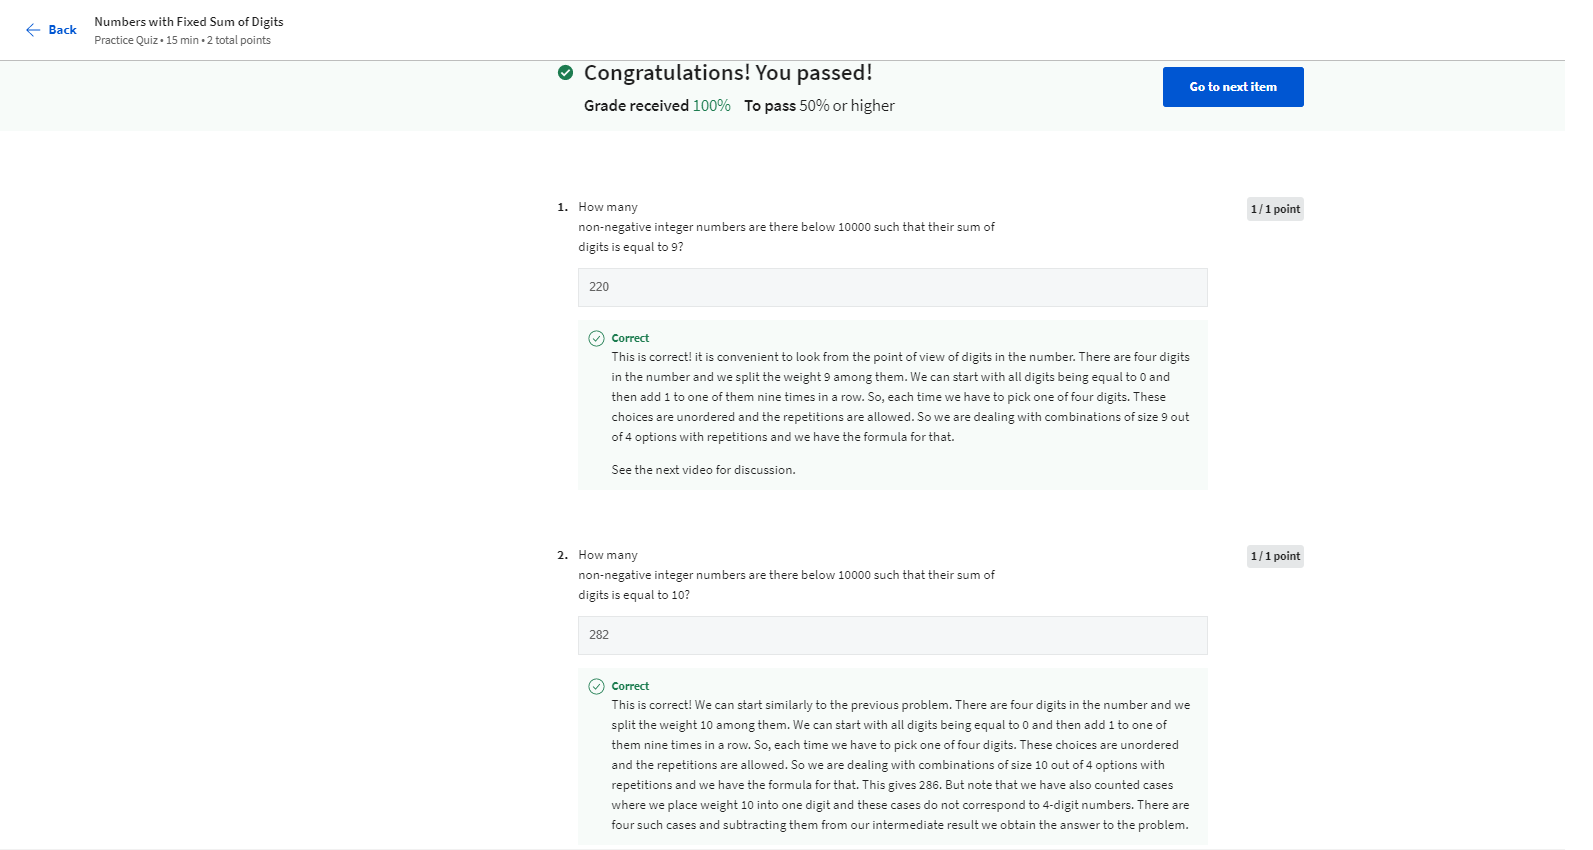 Back
Numbers with Fixed Sum of Digits
Practice Quiz • 15 min • 2 total points
Congratulations! You passed!
Grade received 100% To pass 50% or higher
Go to next item
1. How many
non-negative integer numbers are there below 10000 such that their sum of
digits is equal to 9?
1 / 1 point
220
Correct
This is correct! it is convenient to look from the point of view of digits in the number. There are four digits
in the number and we split the weight 9 among them. We can start with all digits being equal to 0 and
then add 1 to one of them nine times in a row. So, each time we have to pick one of four digits. These
choices are unordered and the repetitions are allowed. So we are dealing with combinations of size 9 out
of 4 options with repetitions and we have the formula for that.
See the next video for discussion.
2. How many
non-negative integer numbers are there below 10000 such that their sum of
digits is equal to 10?
1 / 1 point
282
Correct
This is correct! We can start similarly to the previous problem. There are four digits in the number and we
split the weight 10 among them. We can start with all digits being equal to 0 and then add 1 to one of
them nine times in a row. So, each time we have to pick one of four digits. These choices are unordered
and the repetitions are allowed. So we are dealing with combinations of size 10 out of 4 options with
repetitions and we have the formula for that. This gives 286. But note that we have also counted cases
where we place weight 10 into one digit and these cases do not correspond to 4-digit numbers. There are
four such cases and subtracting them from our intermediate result we obtain the answer to the problem.